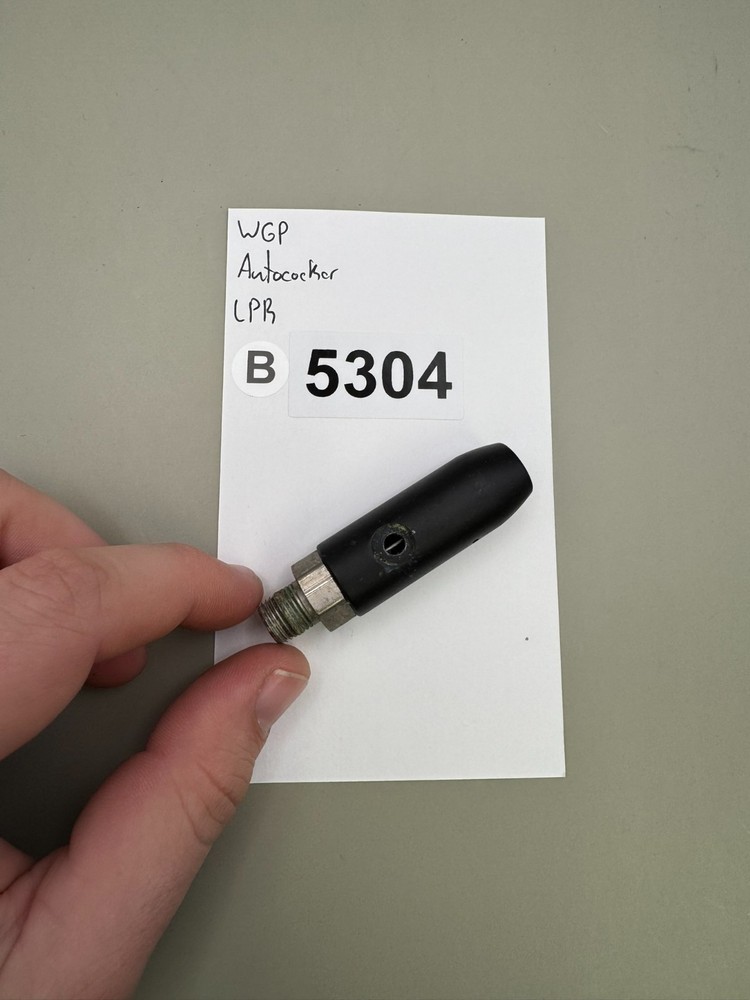 WGP
Autococker
LPR
B 5304